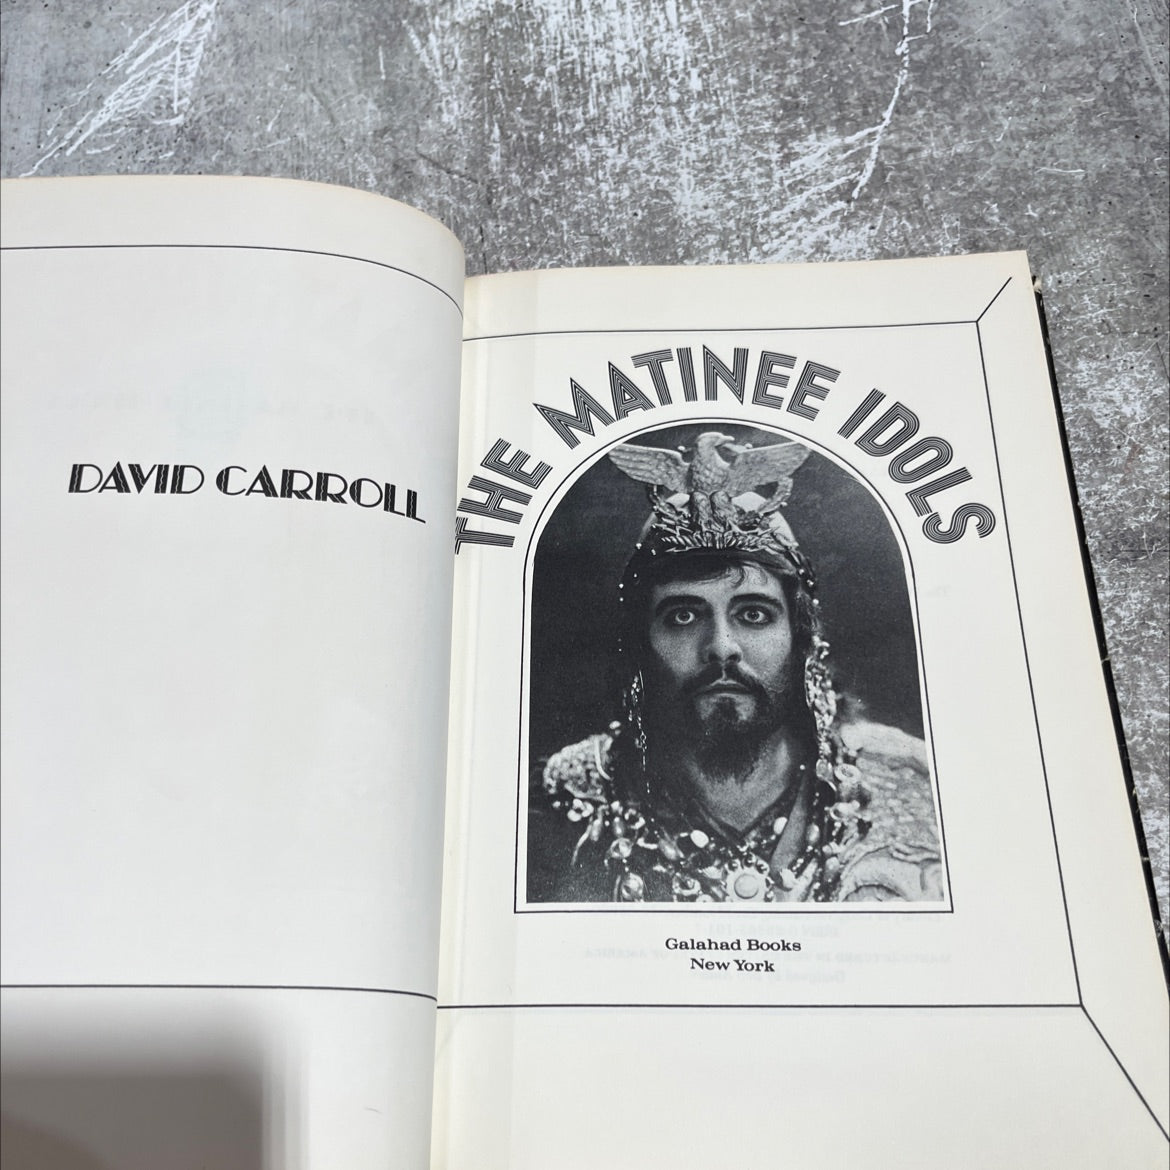 DAVID CARROLL
THE MATINEE IDOLS
Galahad Books
New York